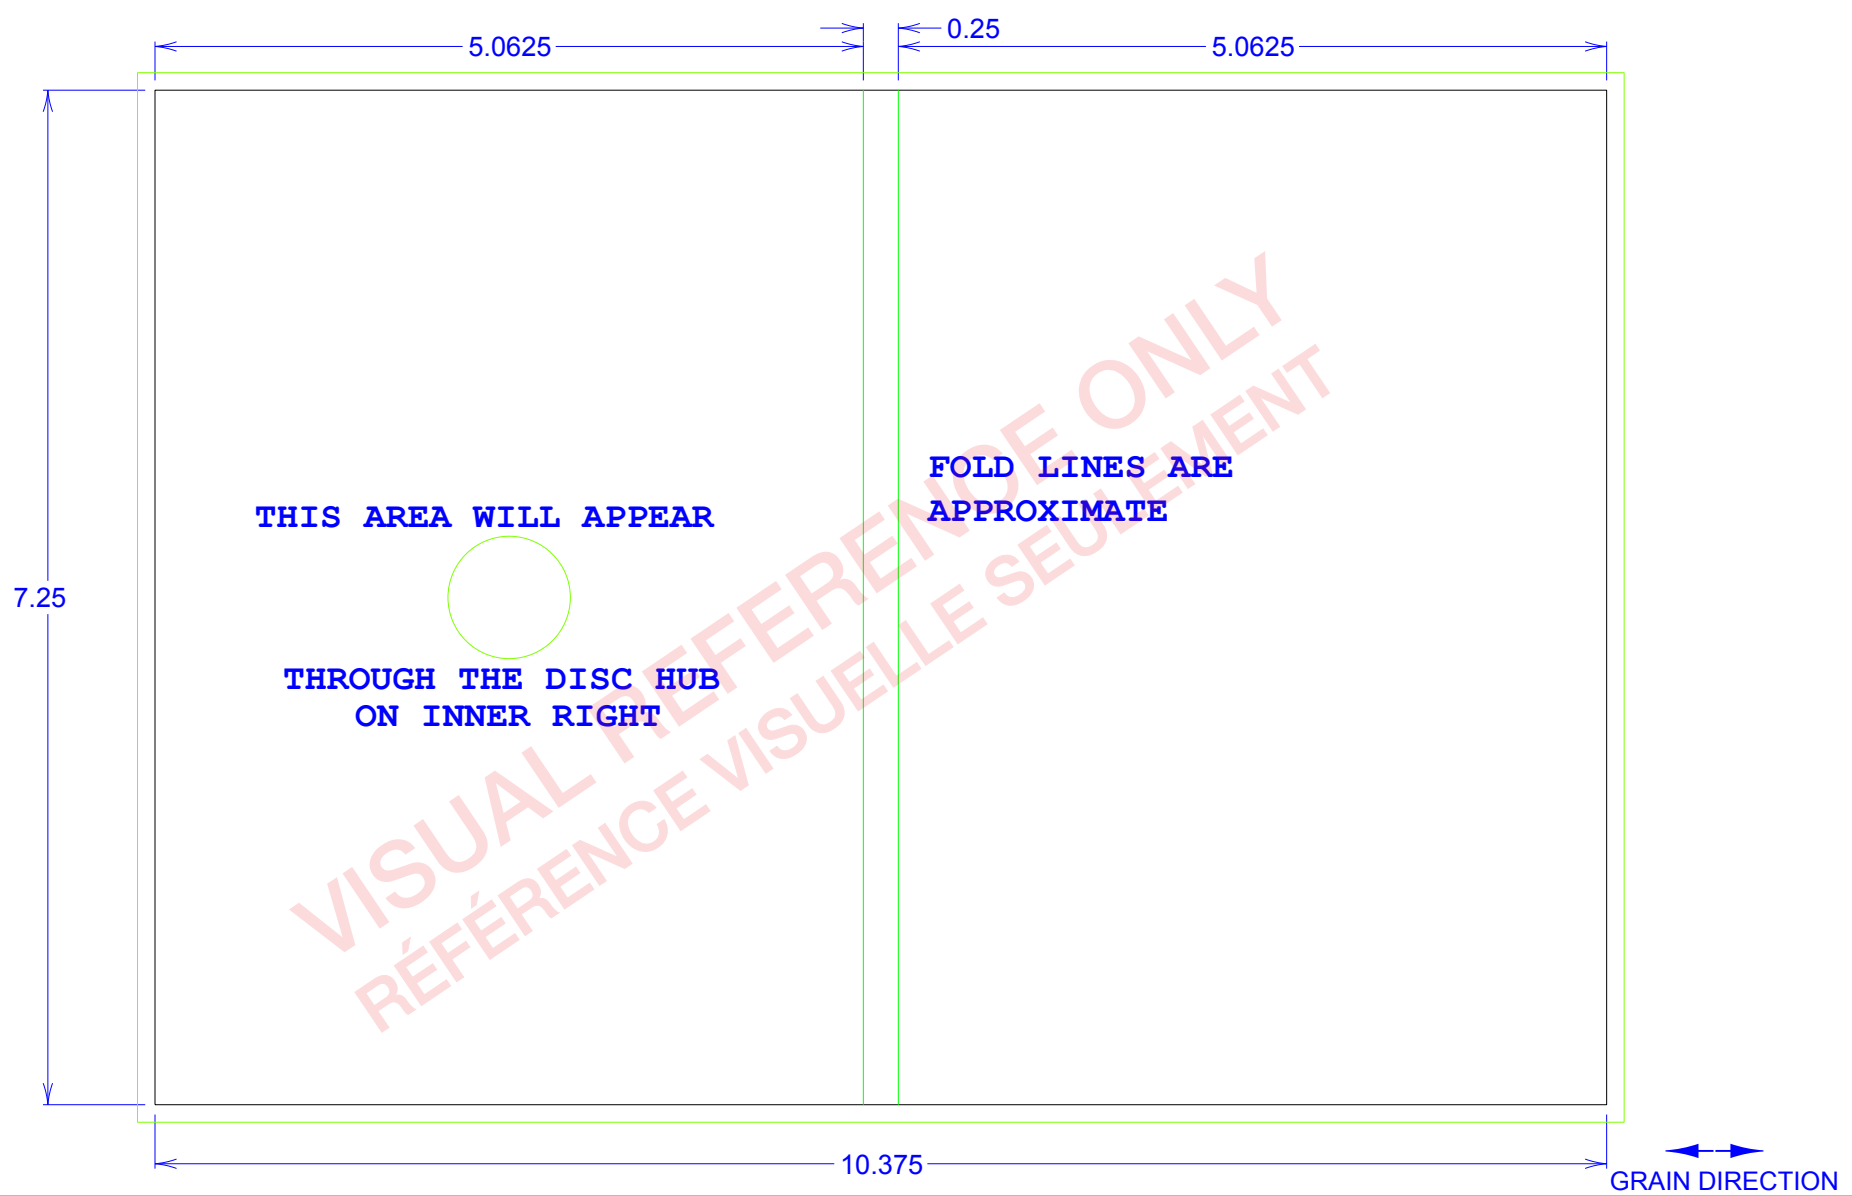 0.25
5.0625
5.0625
FOLD LINES ARE
APPROXIMATE
THIS AREA WILL APPEAR
7.25
THROUGH THE DISC HUB
ON INNER RIGHT
VISUAL REFERENCE ONLY
RÉFÉRENCE VISUELLE SEULEMENT
10.375
GRAIN DIRECTION